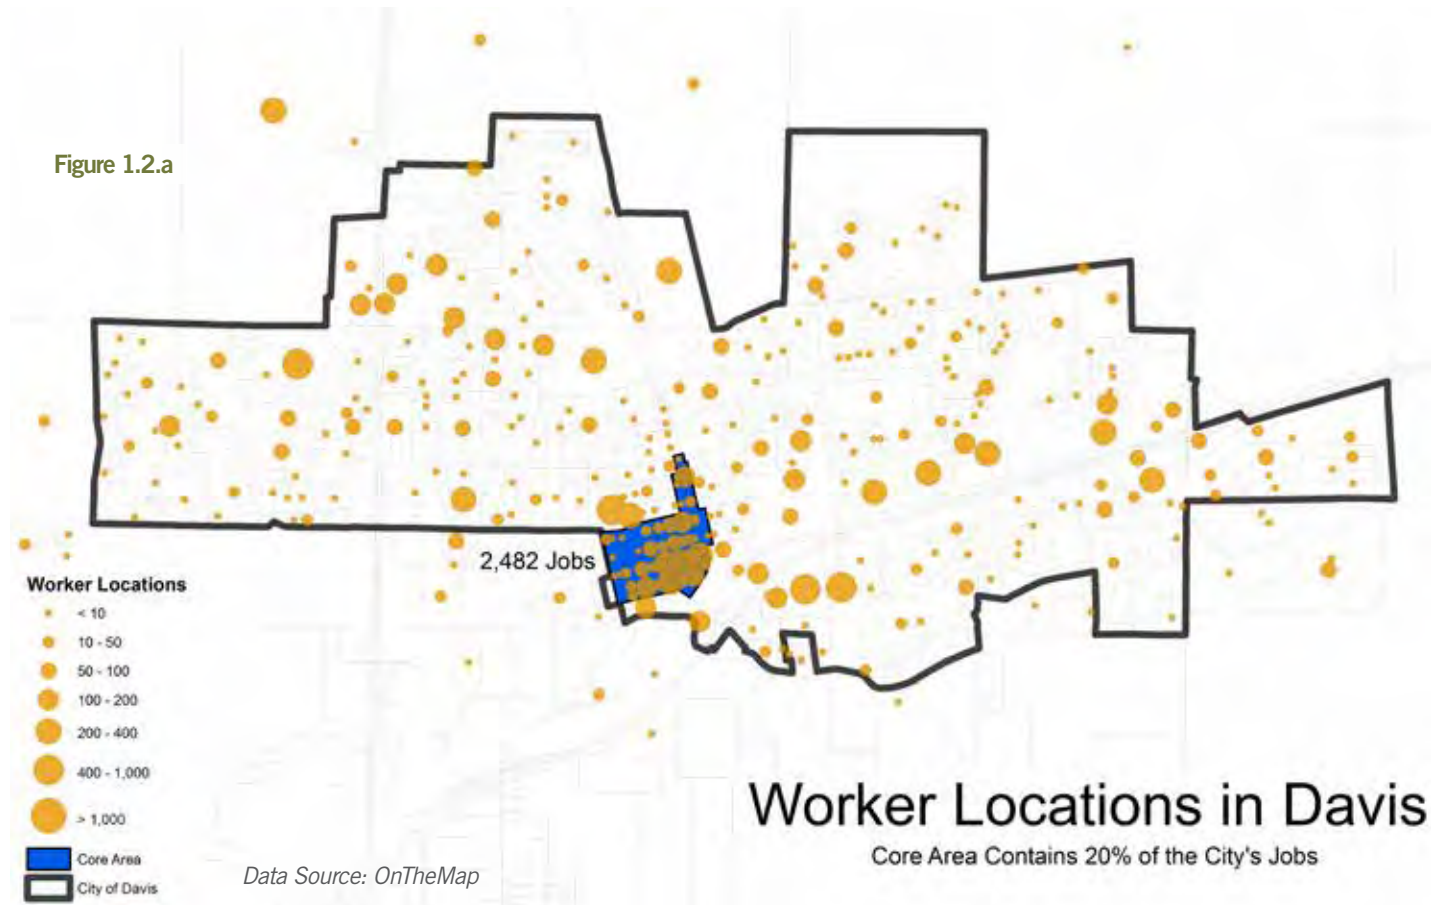 Figure 1.2.a
2,482 Jobs
Worker Locations
< 10
10 - 50
50 - 100
100 - 200
200 - 400
400 - 1,000
> 1,000
Core Area
City of Davis
Data Source: OnTheMap
Worker Locations in Davis
Core Area Contains 20% of the City's Jobs